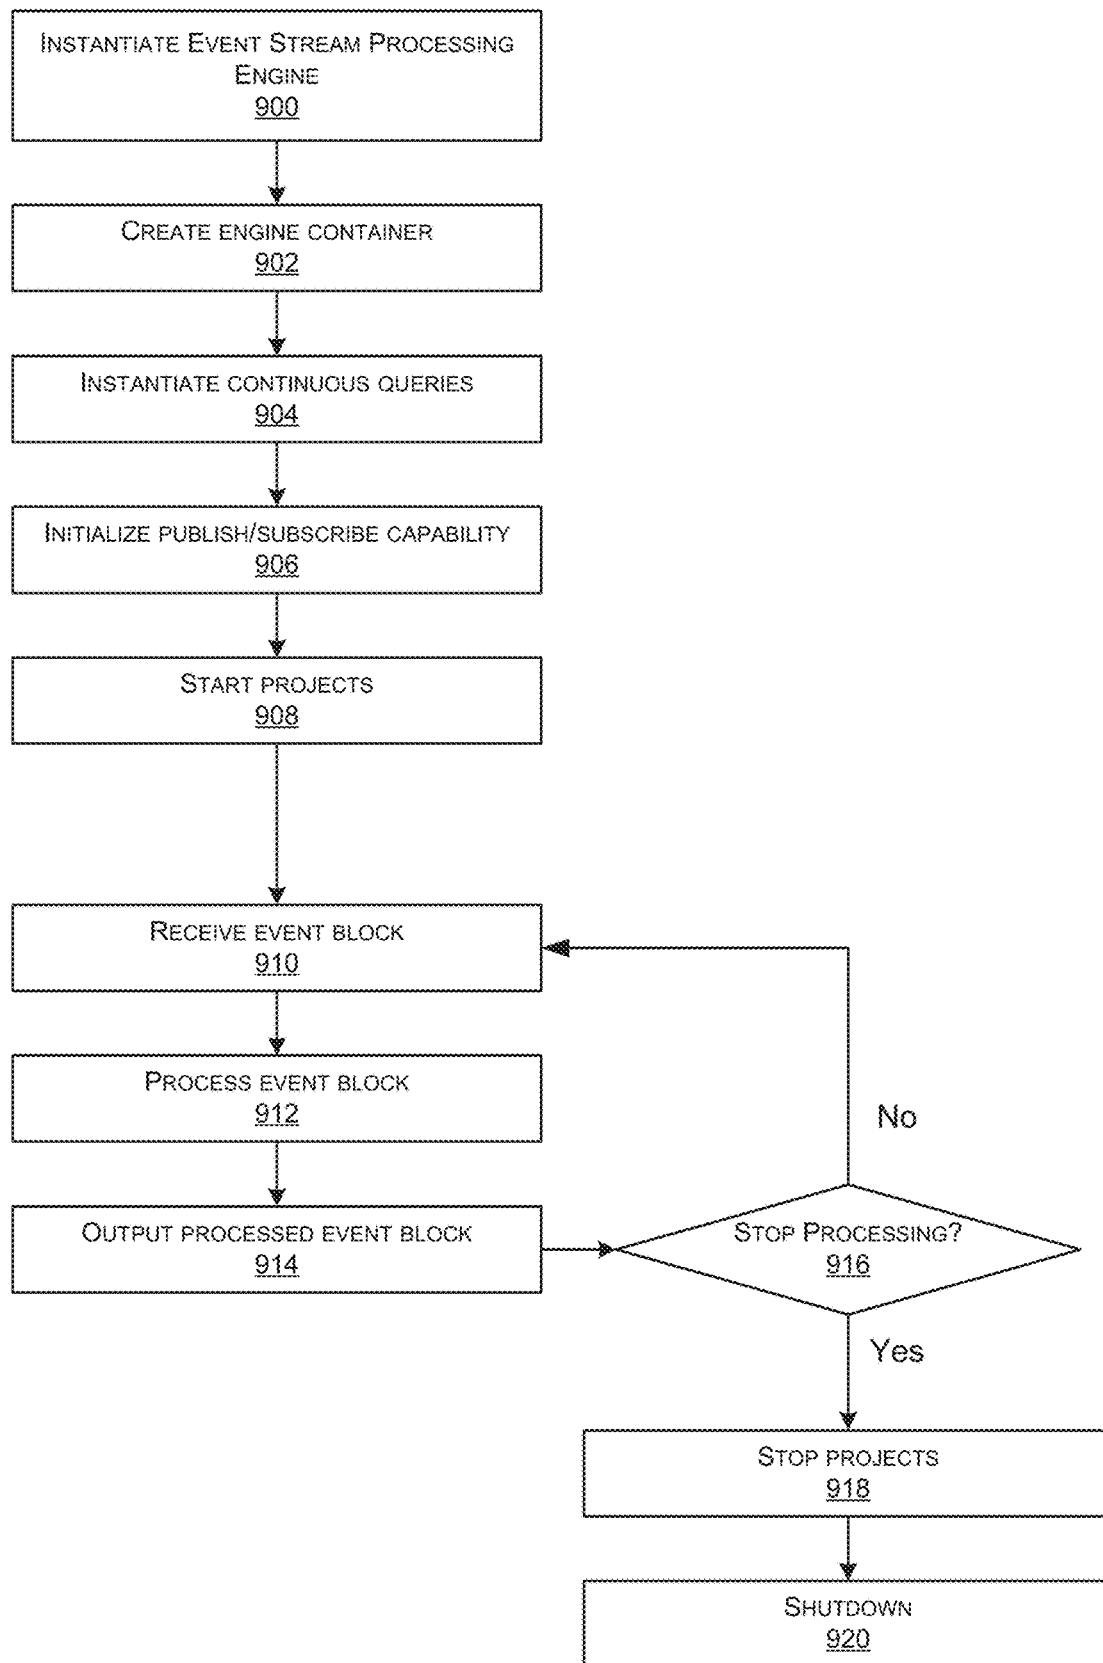 INSTANTIATE EVENT STREAM PROCESSING
ENGINE
900
CREATE ENGINE CONTAINER
902
INSTANTIATE CONTINUOUS QUERIES
904
INITIALIZE PUBLISH/SUBSCRIBE CAPABILITY
906
START PROJECTS
908
RECEIVE EVENT BLOCK
910
PROCESS EVENT BLOCK
912
No
OUTPUT PROCESSED EVENT BLOCK
914
STOP PROCESSING?
916
Yes
STOP PROJECTS
918
SHUTDOWN
920